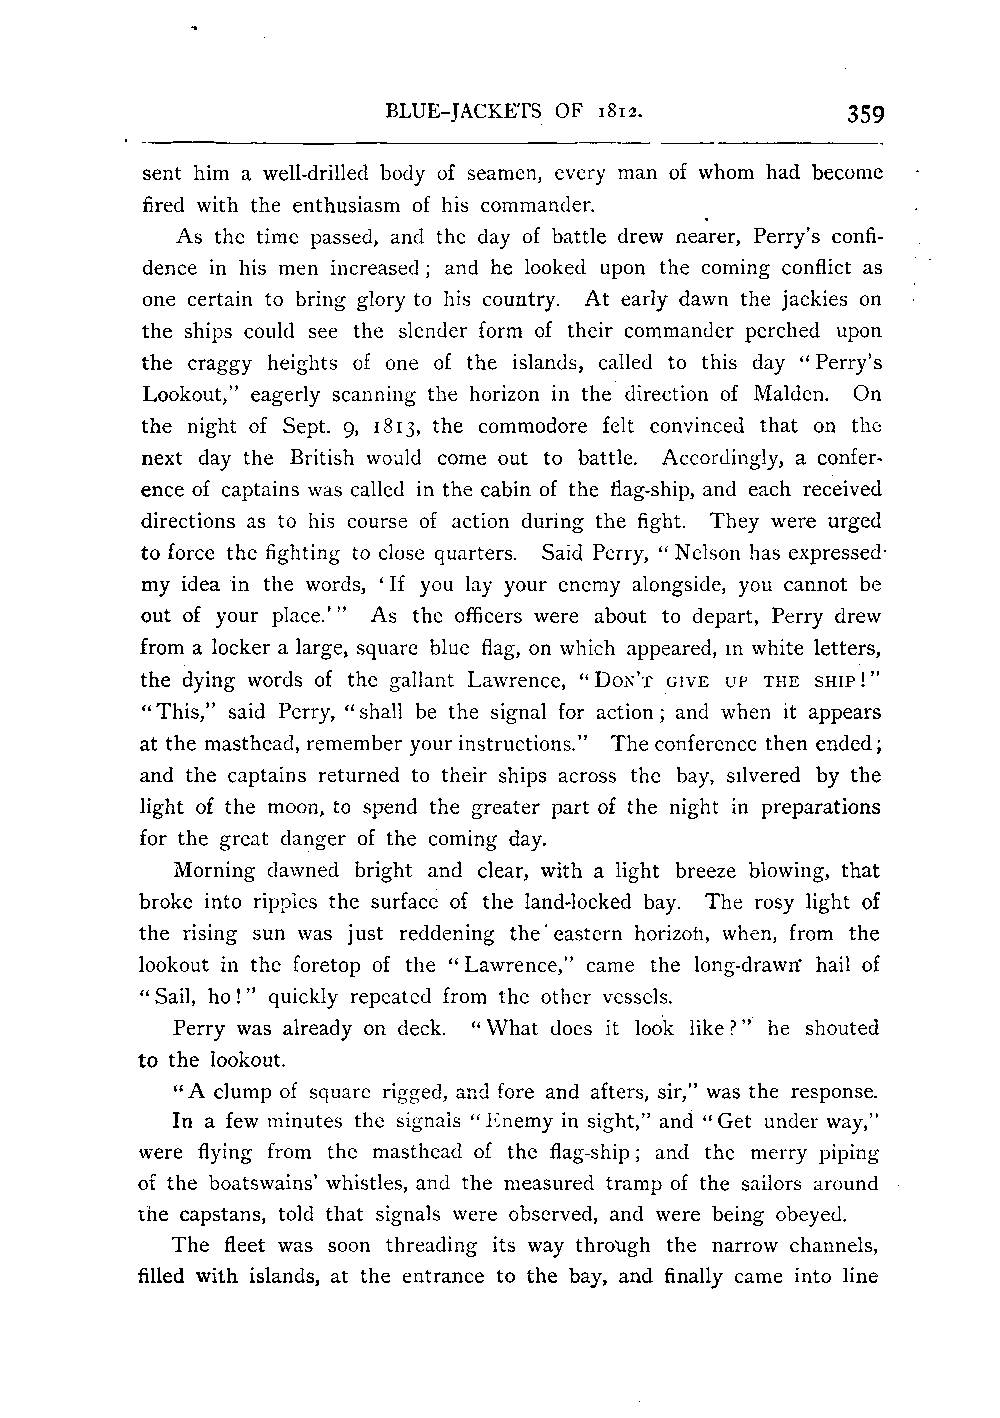 BLUE-JACKETS OF 1812. 359
sent him a well-drilled body of seamen, every man of whom had become
fired with the enthusiasm of his commander.
As the time passed, and the day of battle drew nearer, Perry's confi-
dence in his men increased; and he looked upon the coming conflict as
one certain to bring glory to his country. At early dawn the jackies on
the ships could see the slender form of their commander perched upon
the craggy heights of one of the islands, called to this day "Perry's
Lookout," eagerly scanning the horizon in the direction of Malden. On
the night of Sept. 9, 1813, the commodore felt convinced that on the
next day the British would come out to battle. Accordingly, a confer-
ence of captains was called in the cabin of the flag-ship, and each received
directions as to his course of action during the fight. They were urged
to force the fighting to close quarters. Said Perry, "Nelson has expressed
my idea in the words, 'If you lay your enemy alongside, you cannot be
out of your place.'" As the officers were about to depart, Perry drew
from a locker a large, square blue flag, on which appeared, in white letters,
the dying words of the gallant Lawrence, "DON'T GIVE UP THE SHIP!"
"This," said Perry, "shall be the signal for action; and when it appears
at the masthead, remember your instructions." The conference then ended;
and the captains returned to their ships across the bay, silvered by the
light of the moon, to spend the greater part of the night in preparations
for the great danger of the coming day.
Morning dawned bright and clear, with a light breeze blowing, that
broke into ripples the surface of the land-locked bay. The rosy light of
the rising sun was just reddening the eastern horizon, when, from the
lookout in the foretop of the "Lawrence," came the long-drawn hail of
"Sail, ho!" quickly repeated from the other vessels.
Perry was already on deck. "What does it look like?" he shouted
to the lookout.
"A clump of square rigged, and fore and afters, sir," was the response.
In a few minutes the signals "Enemy in sight," and "Get under way,"
were flying from the masthead of the flag-ship; and the merry piping
of the boatswains' whistles, and the measured tramp of the sailors around
the capstans, told that signals were observed, and were being obeyed.
The fleet was soon threading its way through the narrow channels,
filled with islands, at the entrance to the bay, and finally came into line